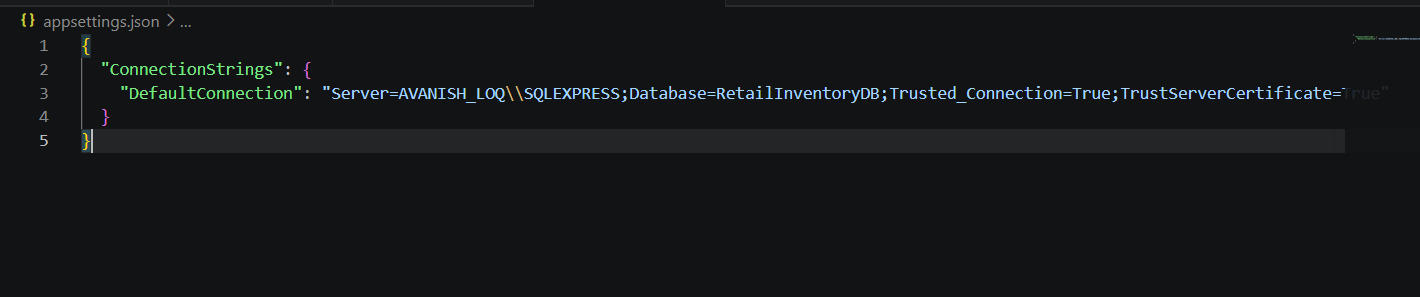 {} appsettings.json > ...
1 {
2 "ConnectionStrings": {
3 "DefaultConnection": "Server=AVANISH_LOQ\\SQLEXPRESS;Database=RetailInventoryDB;Trusted_Connection=True;TrustServerCertificate=True"
4 }
5 }